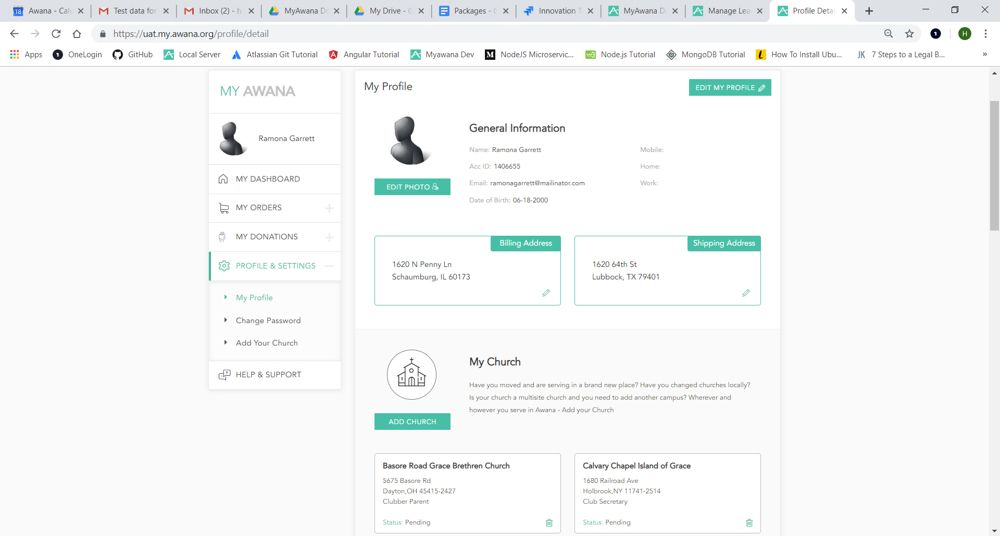 18 Awana - Cal
Test data for
Inbox (2) - h
MyAwana D
My Drive - G
Packages - G
Innovation T
MyAwana D
Manage Lea
Profile Detai
https://uat.my.awana.org/profile/detail
1
H
Apps
1 OneLogin
GitHub
Local Server
Atlassian Git Tutorial
Angular Tutorial
Myawana Dev
M NodeJS Microservic...
w3 Node.js Tutorial
MongoDB Tutorial
L How To Install Ubu...
JK 7 Steps to a Legal B...
»
MY AWANA
Ramona Garrett
MY DASHBOARD
MY ORDERS
MY DONATIONS
PROFILE & SETTINGS
My Profile
Change Password
Add Your Church
HELP & SUPPORT
My Profile
EDIT MY PROFILE
EDIT PHOTO
General Information
Name: Ramona Garrett
Mobile:
Acc ID: 1406655
Home:
Email: ramonagarrett@mailinator.com
Work:
Date of Birth: 06-18-2000
Billing Address
1620 N Penny Ln
Schaumburg, IL 60173
Shipping Address
1620 64th St
Lubbock, TX 79401
ADD CHURCH
My Church
Have you moved and are serving in a brand new place? Have you changed churches locally?
Is your church a multisite church and you need to add another campus? Wherever and
however you serve in Awana - Add your Church
Basore Road Grace Brethren Church
5675 Basore Rd
Dayton,OH 45415-2427
Clubber Parent
Status: Pending
Calvary Chapel Island of Grace
1680 Railroad Ave
Holbrook,NY 11741-2514
Club Secretary
Status: Pending